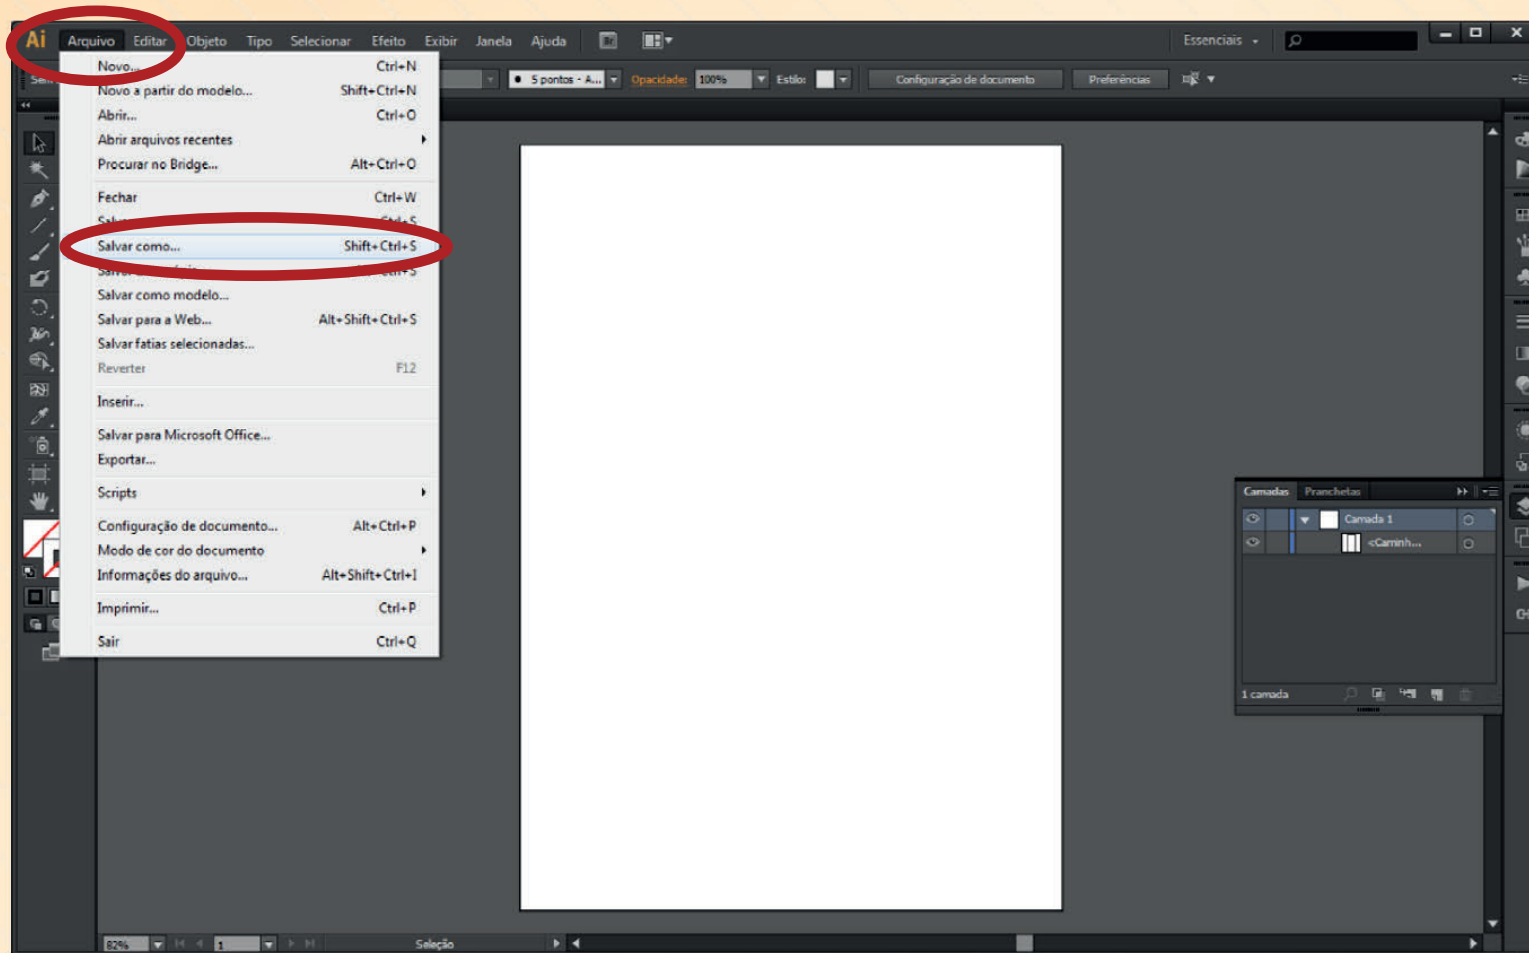 Ai Arquivo Editar Objeto Tipo Selecionar Efeito Exibir Janela Ajuda Br Essenciais
5 pontos - A... Opacidade: 100% Estilo: Configuração de documento Preferências
Novo... Ctrl+N
Novo a partir do modelo... Shift+Ctrl+N
Abrir... Ctrl+O
Abrir arquivos recentes
Procurar no Bridge... Alt+Ctrl+O
Fechar Ctrl+W
Salvar Ctrl+S
Salvar como... Shift+Ctrl+S
Salvar como modelo...
Salvar para a Web... Alt+Shift+Ctrl+S
Salvar fatias selecionadas...
Reverter F12
Inserir...
Salvar para Microsoft Office...
Exportar...
Scripts
Configuração de documento... Alt+Ctrl+P
Modo de cor do documento
Informações do arquivo... Alt+Shift+Ctrl+I
Imprimir... Ctrl+P
Sair Ctrl+Q
Camadas Pranchetas
Camada 1
<Caminh...
1 camada
82% 1 Seleção